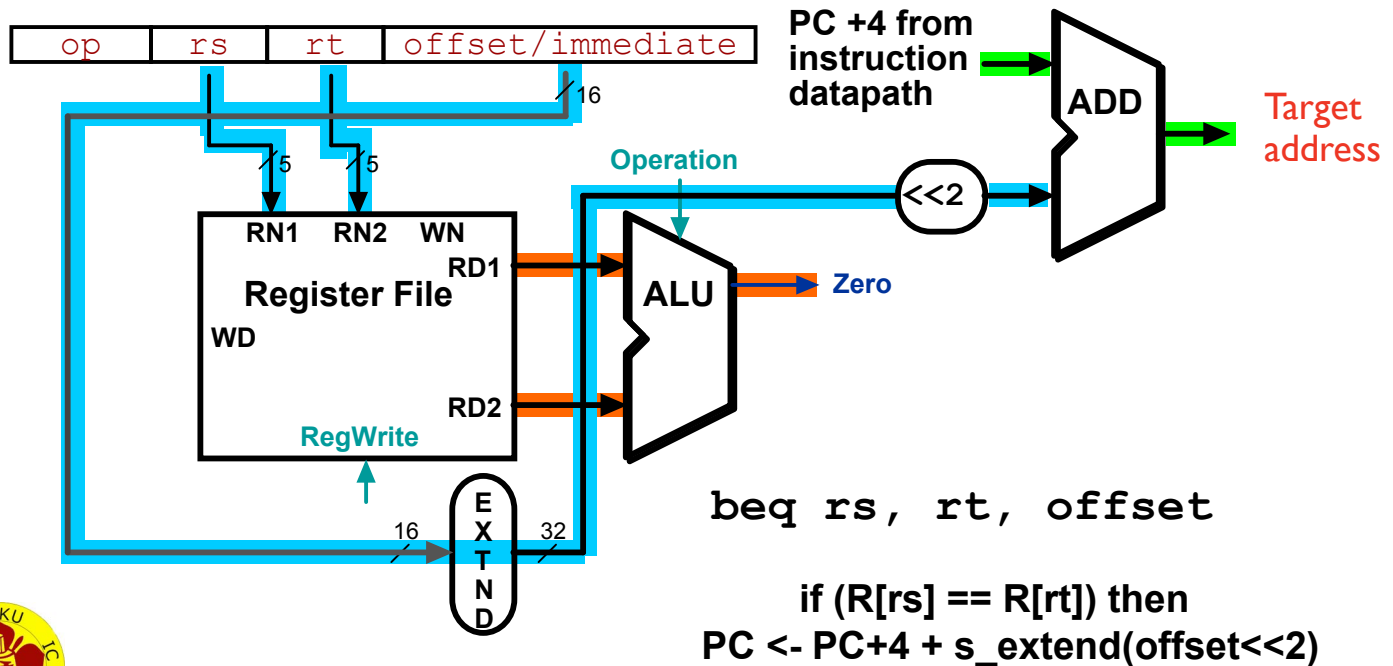 op rs rt offset/immediate
PC +4 from
instruction
datapath
ADD
Target
address
16
5
5
Operation
<<2
RN1 RN2 WN
RD1
Register File
ALU
Zero
WD
RD2
RegWrite
16
E
X
T
N
D
32
beq rs, rt, offset
if (R[rs] == R[rt]) then
PC <- PC+4 + s_extend(offset<<2)
KU IC